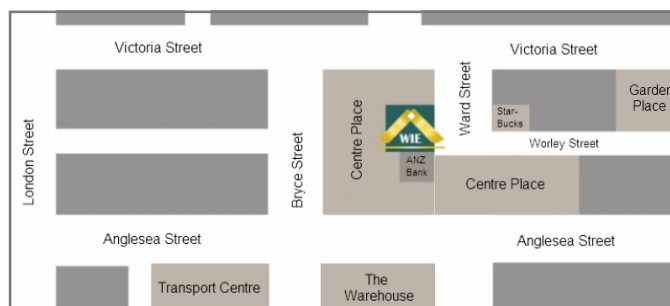 Victoria Street
Victoria Street
London Street
Bryce Street
Centre Place
WIE
ANZ
Bank
Ward Street
Star-
Bucks
Garden
Place
Worley Street
Centre Place
Anglesea Street
Anglesea Street
Transport Centre
The
Warehouse